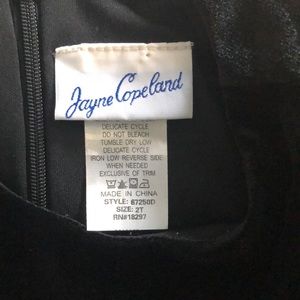 Jayne Copeland
DELICATE CYCLE
DO NOT BLEACH
TUMBLE DRY LOW
DELICATE CYCLE
IRON LOW REVERSE SIDE
WHEN NEEDED
EXCLUSIVE OF TRIM
MADE IN CHINA
STYLE: 67250D
SIZE: 2T
RN#18297